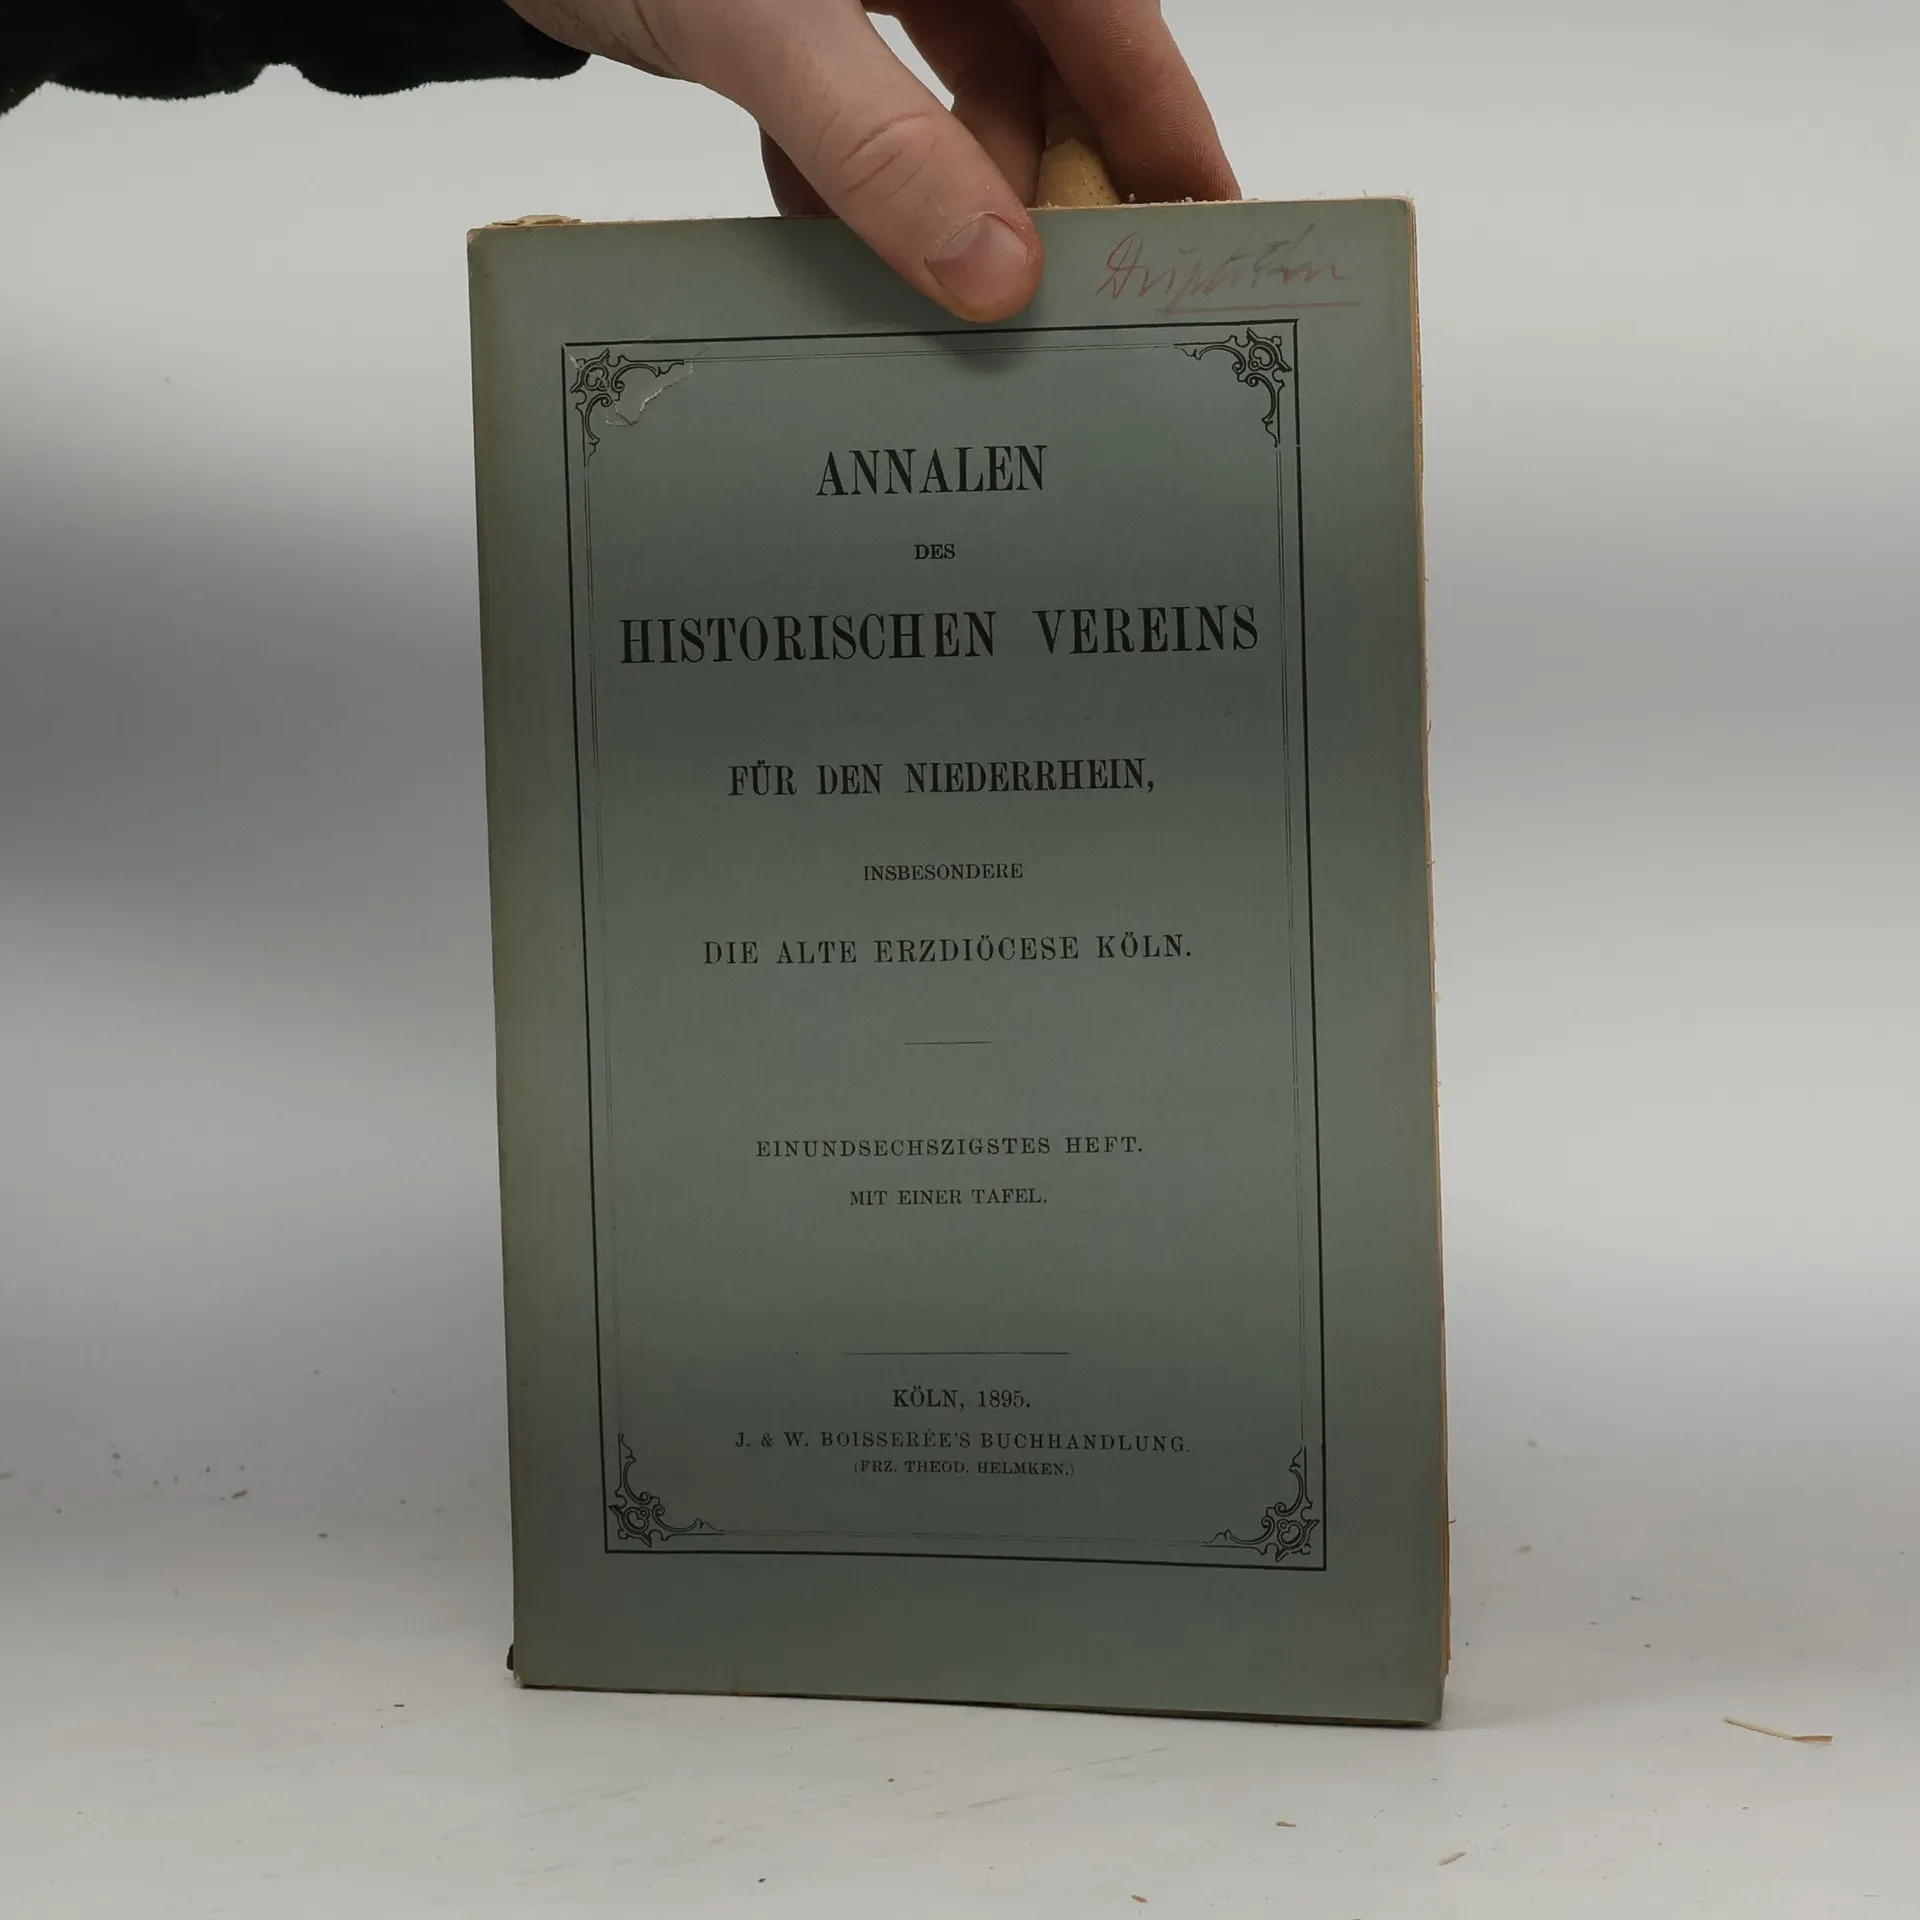 ANNALEN
DES
HISTORISCHEN VEREINS
FÜR DEN NIEDERRHEIN,
INSBESONDERE
DIE ALTE ERZDIÖCESE KÖLN.
EINUNDSECHSZIGSTES HEFT.
MIT EINER TAFEL.
KÖLN, 1895.
J. & W. BOISSERÉE'S BUCHHANDLUNG.
(FRZ. THEOD. HELMKEN.)